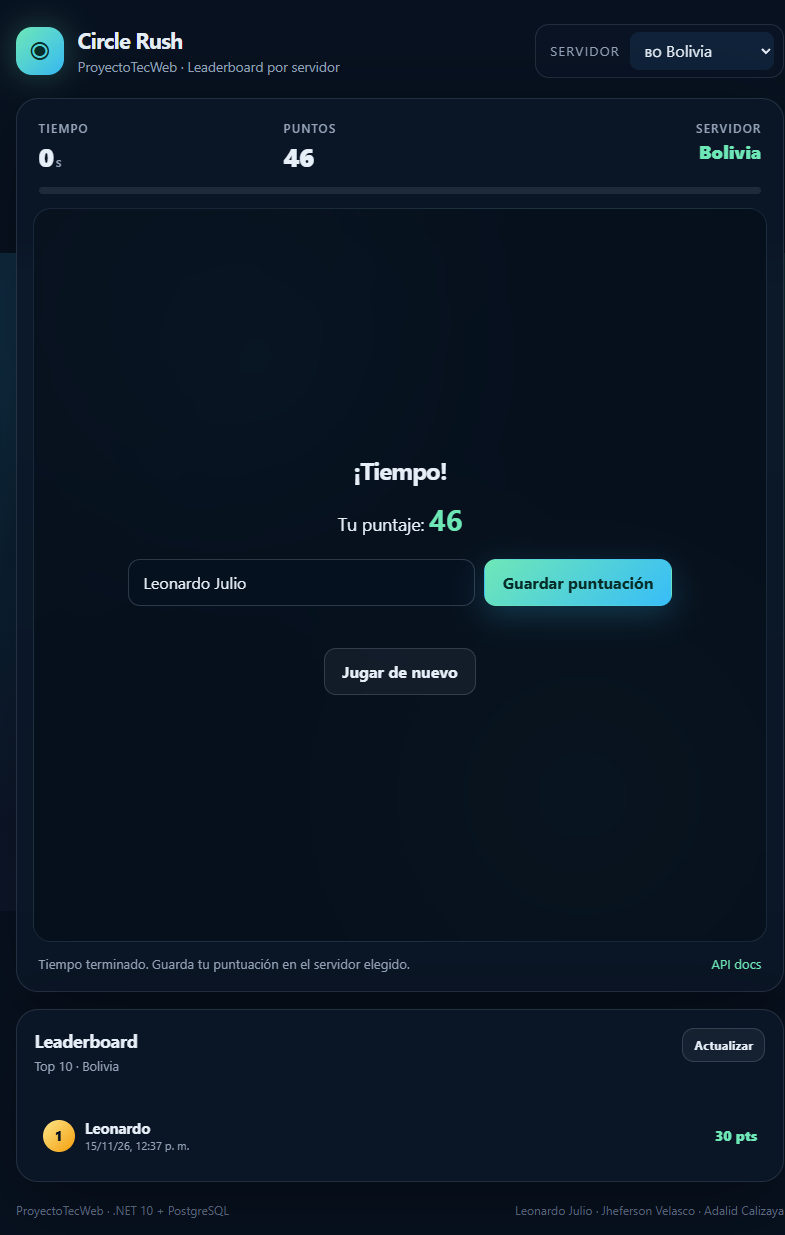 Circle Rush
ProyectoTecWeb · Leaderboard por servidor
SERVIDOR
BO Bolivia
TIEMPO
PUNTOS
SERVIDOR
0s
46
Bolivia
¡Tiempo!
Tu puntaje: 46
Leonardo Julio
Guardar puntuación
Jugar de nuevo
Tiempo terminado. Guarda tu puntuación en el servidor elegido.
API docs
Leaderboard
Actualizar
Top 10 · Bolivia
1
Leonardo
15/11/26, 12:37 p. m.
30 pts
ProyectoTecWeb · .NET 10 + PostgreSQL
Leonardo Julio · Jheferson Velasco · Adalid Calizaya